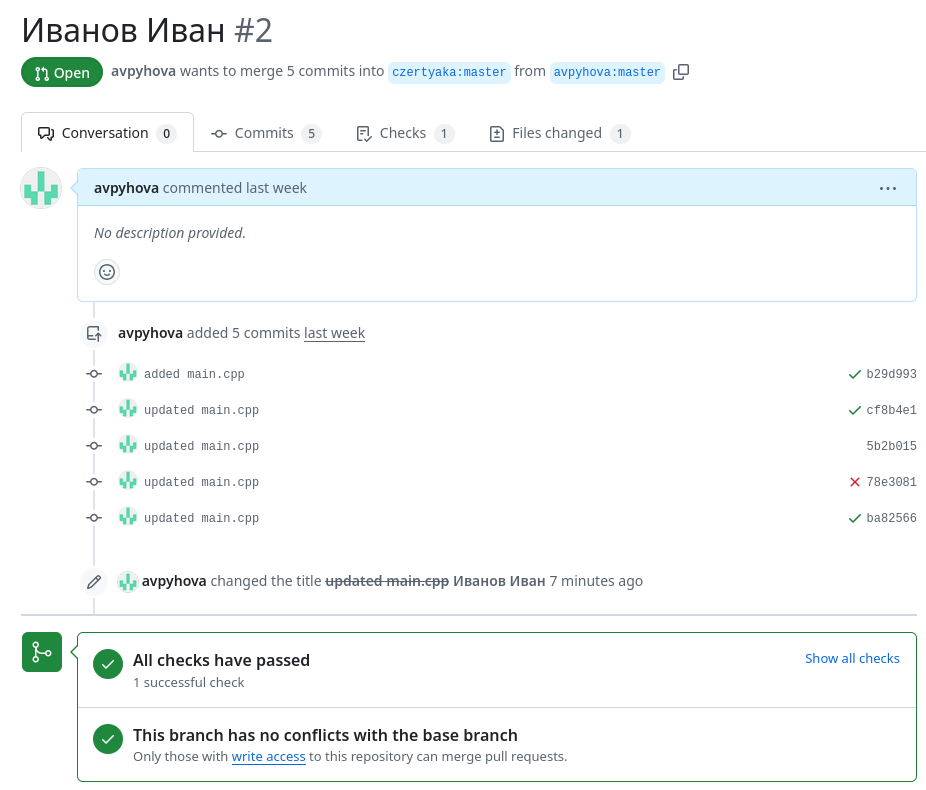 Иванов Иван #2
Open avpyhova wants to merge 5 commits into czertyaka:master from avpyhova:master
Conversation 0 Commits 5 Checks 1 Files changed 1
avpyhova commented last week
No description provided.
avpyhova added 5 commits last week
added main.cpp b29d993
updated main.cpp cf8b4e1
updated main.cpp 5b2b015
updated main.cpp 78e3081
updated main.cpp ba82566
avpyhova changed the title updated main.cpp Иванов Иван 7 minutes ago
All checks have passed Show all checks
1 successful check
This branch has no conflicts with the base branch
Only those with write access to this repository can merge pull requests.